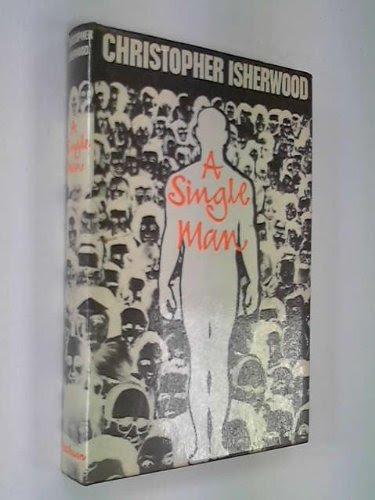 CHRISTOPHER ISHERWOOD
A
Single
Man
CHRISTOPHER
ISHERWOOD
A
Single
Man